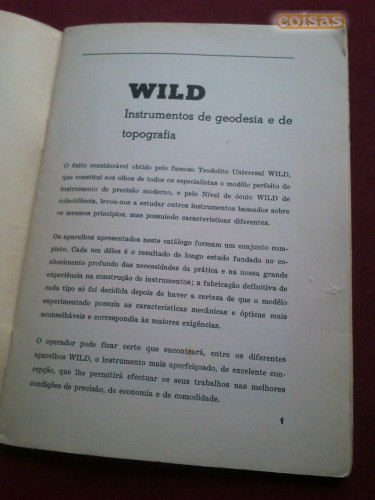 coisas
WILD
Instrumentos de geodesia e de
topografia
O êxito considerável obtido pelo famoso Teodolito Universal WILD,
que constitui aos olhos de todos os especialistas o modêlo perfeito do
instrumento de precisão moderno, e pelo Nível de óculo WILD de
coincidência, levou-nos a estudar outros instrumentos baseados sobre
os mesmos princípios, mas possuindo características diferentes.
Os aparelhos apresentados neste catálogo formam um conjunto com-
pleto. Cada um dêles é o resultado de longo estudo fundado no co-
nhecimento profundo das necessidades da prática e na nossa grande
experiência na construção de instrumentos; a fabricação definitiva de
cada tipo só foi decidida depois de haver a certeza de que o modêlo
experimentado possuía as características mecânicas e ópticas mais
aconselháveis e correspondia às maiores exigências.
O operador pode ficar certo que encontrará, entre os diferentes
aparelhos WILD, o instrumento mais aperfeiçoado, de excelente con-
cepção, que lhe permitirá efectuar os seus trabalhos nas melhores
condições de precisão, de economia e de comodidade.
1